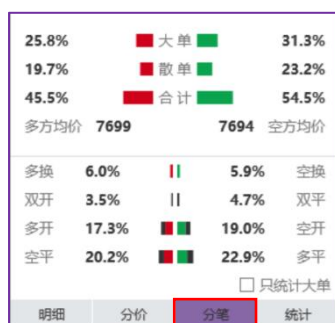 25.8% 大单 31.3%
19.7% 散单 23.2%
45.5% 合计 54.5%
多方均价 7699 7694 空方均价
多换 6.0% 5.9% 空换
双开 3.5% 4.7% 双平
多开 17.3% 19.0% 空开
空平 20.2% 22.9% 多平
只统计大单
明细 分价 分笔 统计